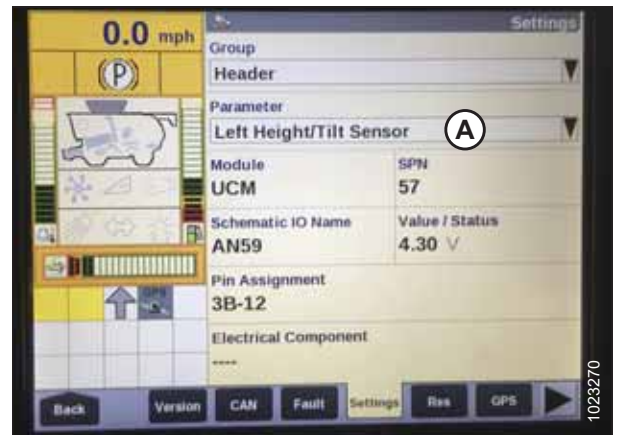 0.0 mph
(P)
Settings
Group
Header
Parameter
Left Height/Tilt Sensor
A
Module
UCM
SPN
57
Schematic IO Name
AN59
Value / Status
4.30 V
Pin Assignment
3B-12
Electrical Component
----
Back
Version
CAN
Fault
Settings
Res
GPS
1023270